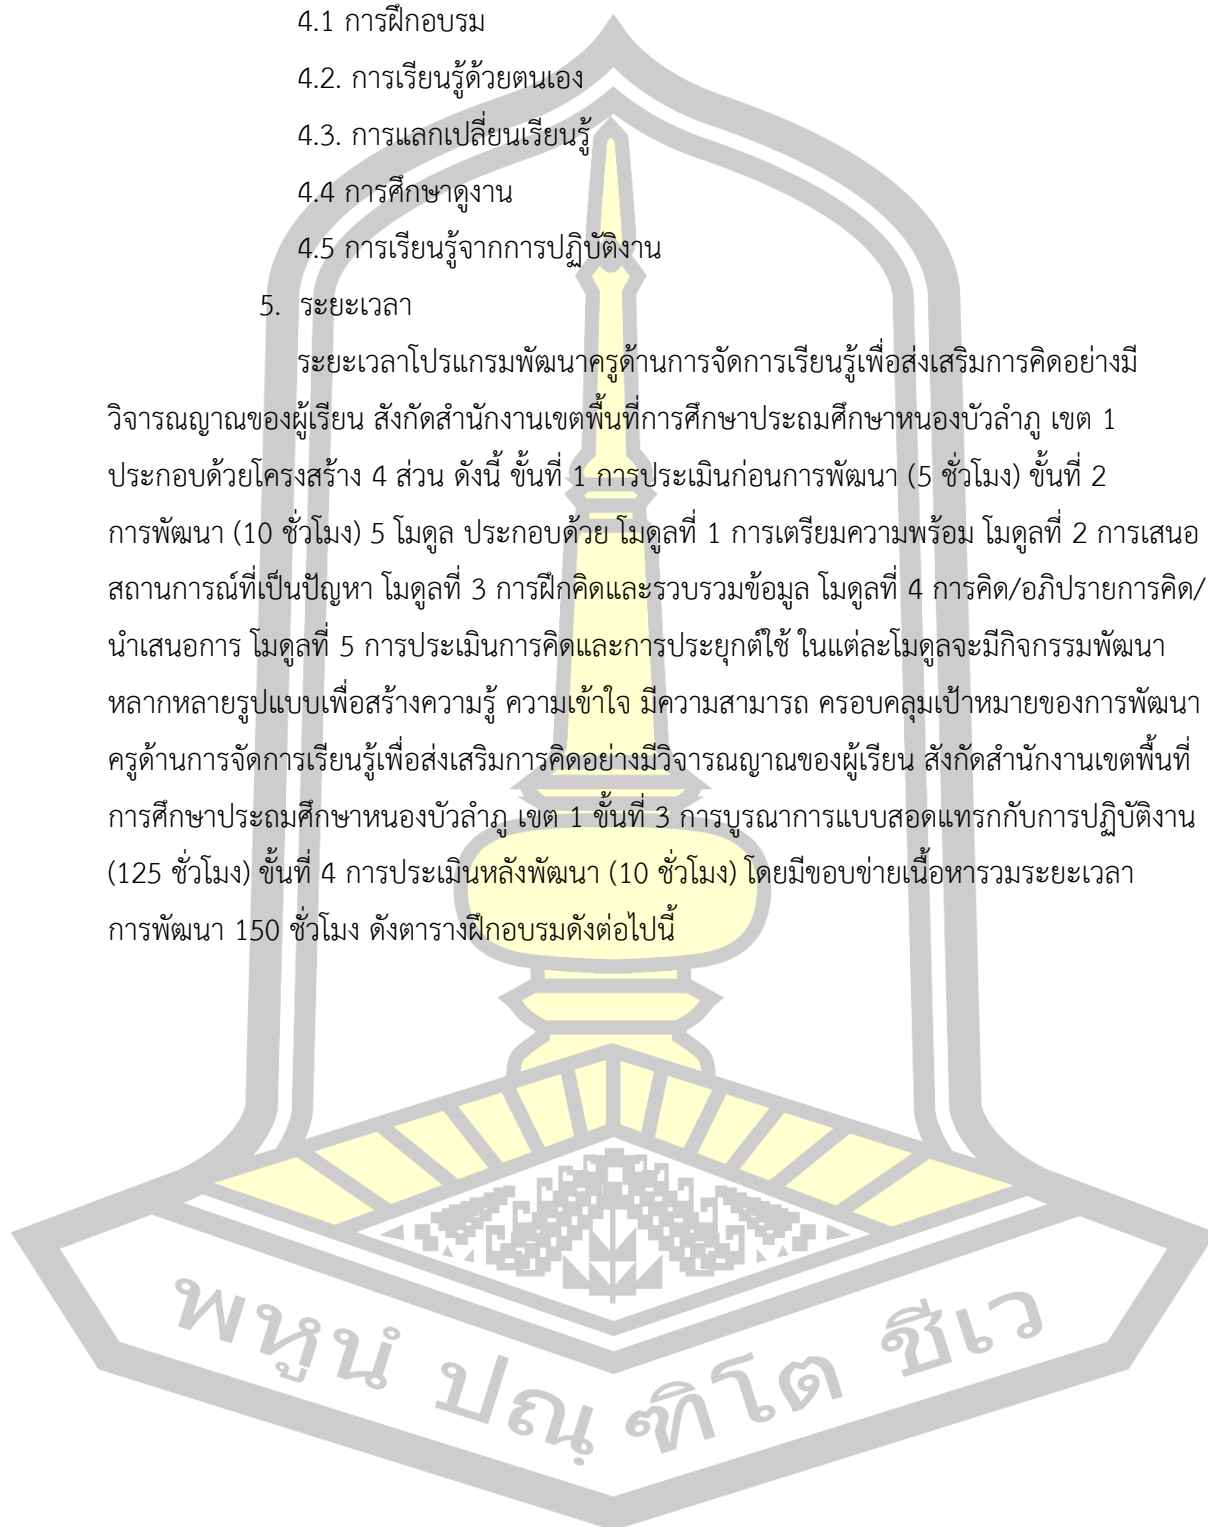 4.1 การฝึกอบรม
4.2. การเรียนรู้ด้วยตนเอง
4.3. การแลกเปลี่ยนเรียนรู้
4.4 การศึกษาดูงาน
4.5 การเรียนรู้จากการปฏิบัติงาน
5. ระยะเวลา
ระยะเวลาโปรแกรมพัฒนาครูด้านการจัดการเรียนรู้เพื่อส่งเสริมการคิดอย่างมี
วิจารณญาณของผู้เรียน สังกัดสำนักงานเขตพื้นที่การศึกษาประถมศึกษาหนองบัวลำภู เขต 1
ประกอบด้วยโครงสร้าง 4 ส่วน ดังนี้ ขั้นที่ 1 การประเมินก่อนการพัฒนา (5 ชั่วโมง) ขั้นที่ 2
การพัฒนา (10 ชั่วโมง) 5 โมดูล ประกอบด้วย โมดูลที่ 1 การเตรียมความพร้อม โมดูลที่ 2 การเสนอ
สถานการณ์ที่เป็นปัญหา โมดูลที่ 3 การฝึกคิดและรวบรวมข้อมูล โมดูลที่ 4 การคิด/อภิปรายการคิด/
นำเสนอการ โมดูลที่ 5 การประเมินการคิดและการประยุกต์ใช้ ในแต่ละโมดูลจะมีกิจกรรมพัฒนา
หลากหลายรูปแบบเพื่อสร้างความรู้ ความเข้าใจ มีความสามารถ ครอบคลุมเป้าหมายของการพัฒนา
ครูด้านการจัดการเรียนรู้เพื่อส่งเสริมการคิดอย่างมีวิจารณญาณของผู้เรียน สังกัดสำนักงานเขตพื้นที่
การศึกษาประถมศึกษาหนองบัวลำภู เขต 1 ขั้นที่ 3 การบูรณาการแบบสอดแทรกกับการปฏิบัติงาน
(125 ชั่วโมง) ขั้นที่ 4 การประเมินหลังพัฒนา (10 ชั่วโมง) โดยมีขอบข่ายเนื้อหารวมระยะเวลา
การพัฒนา 150 ชั่วโมง ดังตารางฝึกอบรมดังต่อไปนี้
พหูนํ ปณฺฑิโต ชีเว